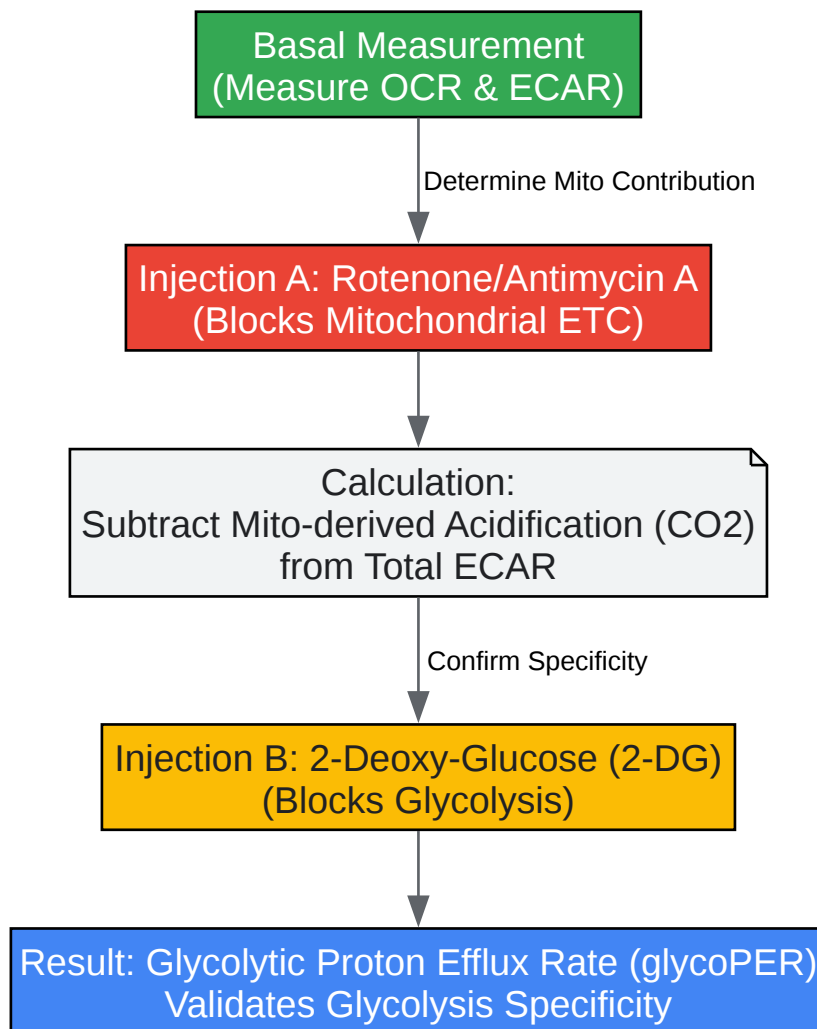 Basal Measurement
(Measure OCR & ECAR)
Determine Mito Contribution
Injection A: Rotenone/Antimycin A
(Blocks Mitochondrial ETC)
Calculation:
Subtract Mito-derived Acidification (CO2)
from Total ECAR
Confirm Specificity
Injection B: 2-Deoxy-Glucose (2-DG)
(Blocks Glycolysis)
Result: Glycolytic Proton Efflux Rate (glycoPER)
Validates Glycolysis Specificity